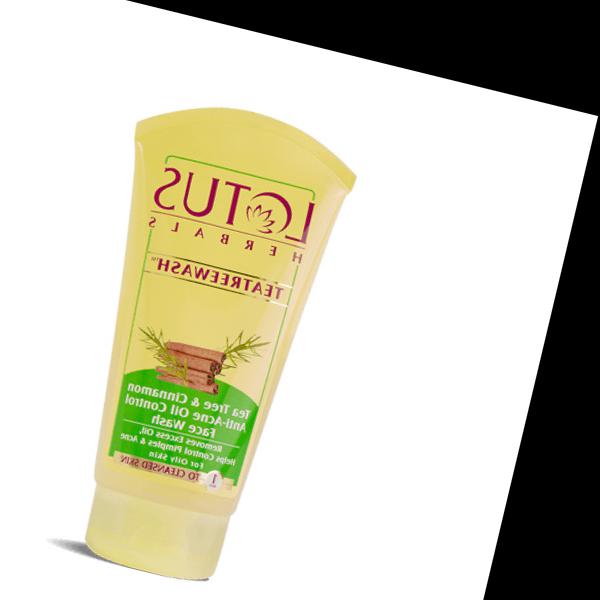 LOTUS
HERBALS
TEATREEWASH™
Tea Tree & Cinnamon
Anti-Acne Oil Control
Face Wash
Removes Excess Oil,
Helps Control Pimples & Acne
For Oily Skin
1 TO CLEANSED SKIN